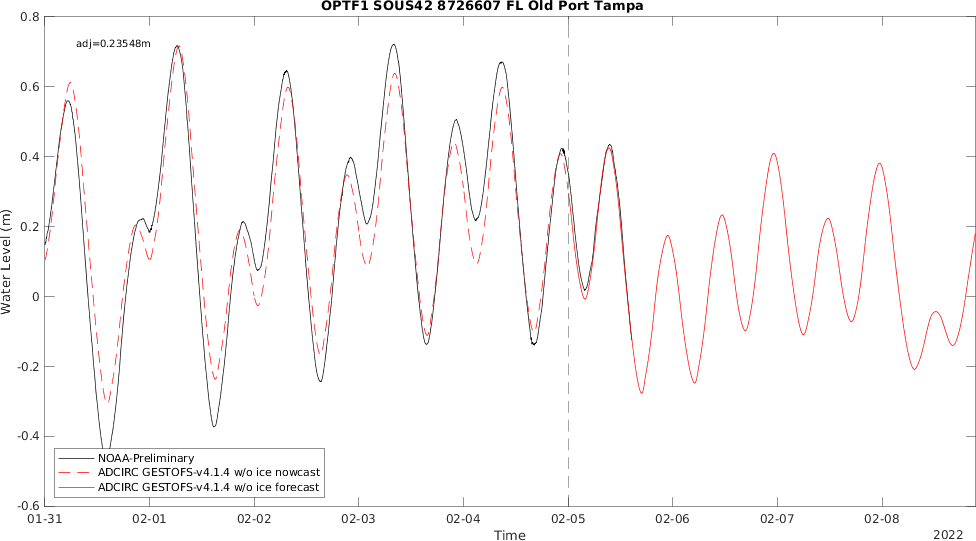 OPTF1 SOUS42 8726607 FL Old Port Tampa
adj=0.23548m
Water Level (m)
0.8
0.6
0.4
0.2
0
-0.2
-0.4
-0.6
NOAA-Preliminary
ADCIRC GESTOFS-v4.1.4 w/o ice nowcast
ADCIRC GESTOFS-v4.1.4 w/o ice forecast
01-31 02-01 02-02 02-03 02-04 02-05 02-06 02-07 02-08
Time
2022